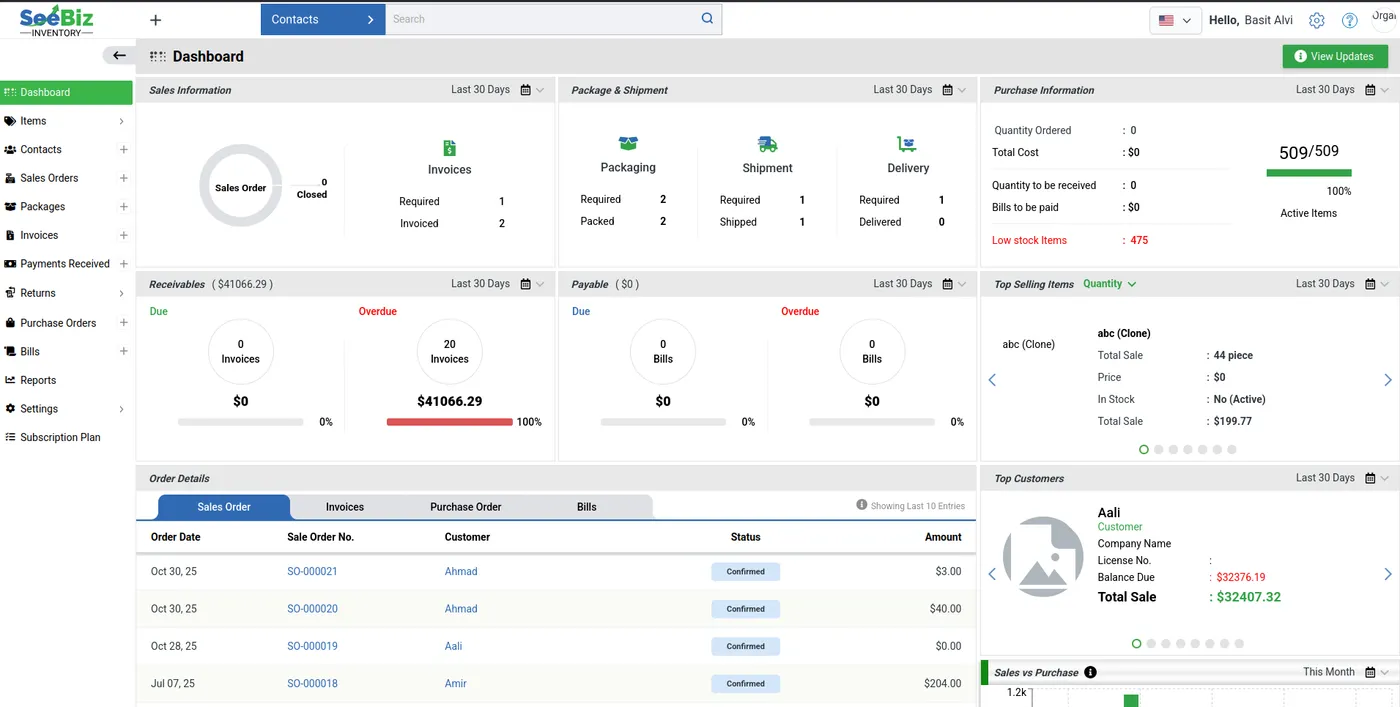 SeeBiz
INVENTORY
+
Contacts
Search
Hello, Basit Alvi
Dashboard
View Updates
Dashboard
Items
Contacts +
Sales Orders +
Packages +
Invoices +
Payments Received +
Returns
Purchase Orders +
Bills +
Reports
Settings
Subscription Plan
Sales Information Last 30 Days
Sales Order
0
Closed
Invoices
Required 1
Invoiced 2
Package & Shipment Last 30 Days
Packaging
Required 2
Packed 2
Shipment
Required 1
Shipped 1
Delivery
Required 1
Delivered 0
Purchase Information Last 30 Days
Quantity Ordered : 0
Total Cost : $0
Quantity to be received : 0
Bills to be paid : $0
Low stock Items : 475
509/509
100%
Active Items
Receivables ( $41066.29 ) Last 30 Days
Due
0
Invoices
$0
0%
Overdue
20
Invoices
$41066.29
100%
Payable ( $0 ) Last 30 Days
Due
0
Bills
$0
0%
Overdue
0
Bills
$0
0%
Top Selling Items Quantity Last 30 Days
abc (Clone)
abc (Clone)
Total Sale : 44 piece
Price : $0
In Stock : No (Active)
Total Sale : $199.77
Order Details
Sales Order Invoices Purchase Order Bills Showing Last 10 Entries
Order Date Sale Order No. Customer Status Amount
Oct 30, 25 SO-000021 Ahmad Confirmed $3.00
Oct 30, 25 SO-000020 Ahmad Confirmed $40.00
Oct 28, 25 SO-000019 Aali Confirmed $0.00
Jul 07, 25 SO-000018 Amir Confirmed $204.00
Top Customers Last 30 Days
Aali
Customer
Company Name
License No. :
Balance Due : $32376.19
Total Sale : $32407.32
Sales vs Purchase This Month
1.2k